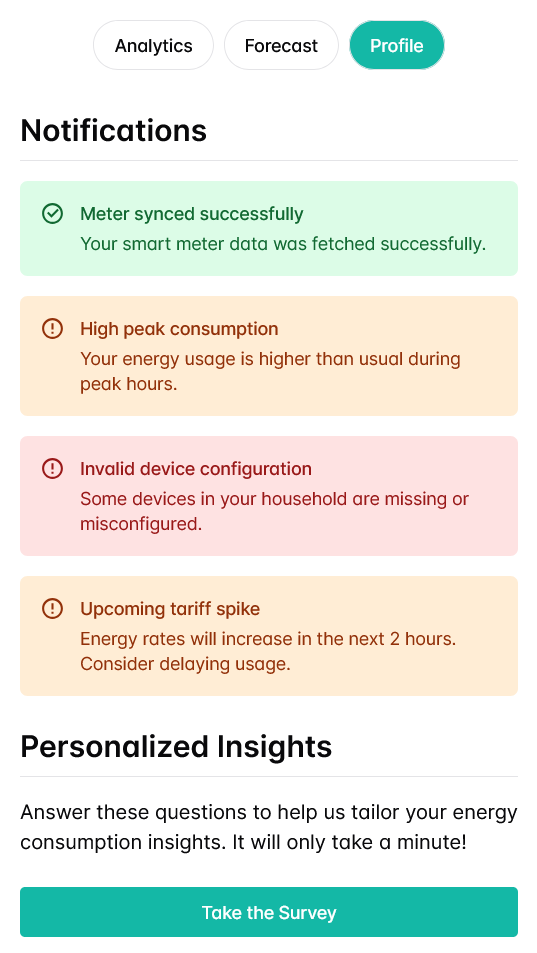 Analytics Forecast Profile
Notifications
Meter synced successfully
Your smart meter data was fetched successfully.
High peak consumption
Your energy usage is higher than usual during
peak hours.
Invalid device configuration
Some devices in your household are missing or
misconfigured.
Upcoming tariff spike
Energy rates will increase in the next 2 hours.
Consider delaying usage.
Personalized Insights
Answer these questions to help us tailor your energy
consumption insights. It will only take a minute!
Take the Survey